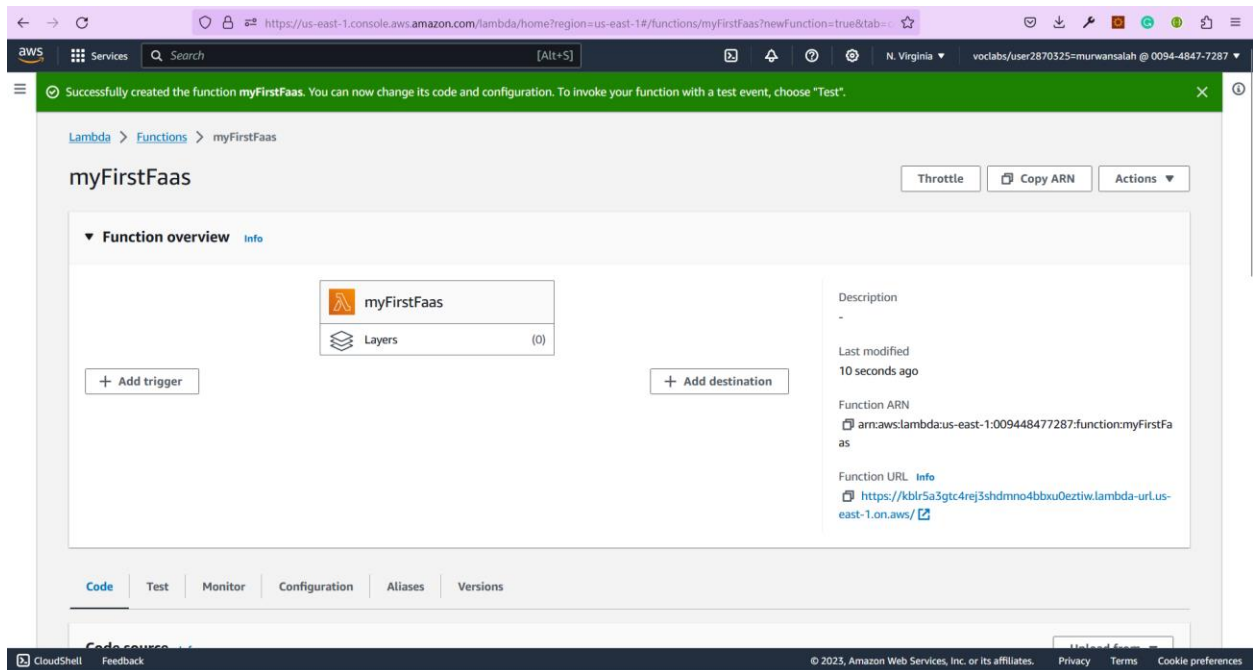 https://us-east-1.console.aws.amazon.com/lambda/home?region=us-east-1#/functions/myFirstFaas?newFunction=true&tab=
aws Services Search [Alt+S] N. Virginia ▼ voclabs/user2870325=murwansalah @ 0094-4847-7287 ▼
Successfully created the function myFirstFaas. You can now change its code and configuration. To invoke your function with a test event, choose "Test".
Lambda > Functions > myFirstFaas
myFirstFaas
Throttle
Copy ARN
Actions ▼
▼ Function overview Info
myFirstFaas
Layers (0)
+ Add trigger
+ Add destination
Description
-
Last modified
10 seconds ago
Function ARN
arn:aws:lambda:us-east-1:009448477287:function:myFirstFa
as
Function URL Info
https://kblr5a3gtc4rej3shdmno4bbxu0eztiw.lambda-url.us-
east-1.on.aws/
Code Test Monitor Configuration Aliases Versions
Code source
Upload from
CloudShell Feedback © 2023, Amazon Web Services, Inc. or its affiliates. Privacy Terms Cookie preferences